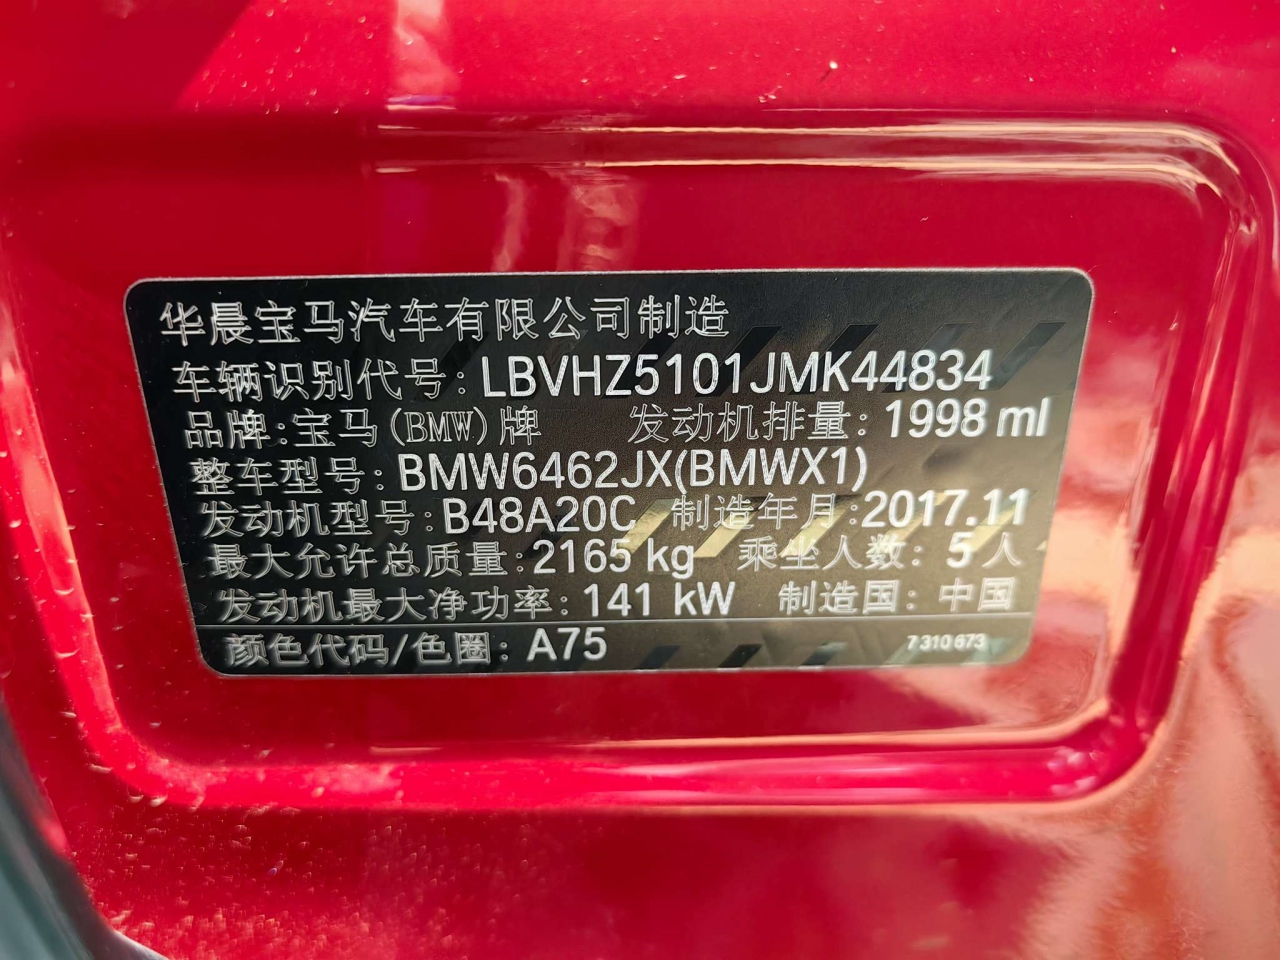 华晨宝马汽车有限公司制造
车辆识别代号: LBVHZ5101JMK44834
品牌:宝马(BMW)牌 发动机排量: 1998 ml
整车型号: BMW6462JX(BMWX1)
发动机型号: B48A20C 制造年月:2017.11
最大允许总质量: 2165 kg 乘坐人数: 5 人
发动机最大净功率: 141 kW 制造国: 中国
颜色代码/色圈: A75 7 310 673